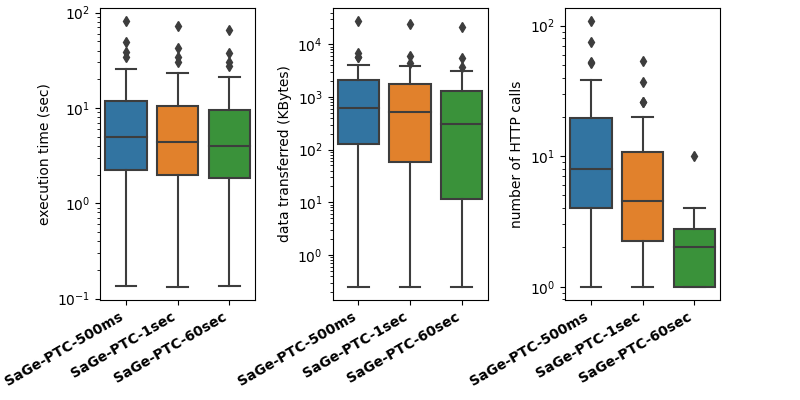 execution time (sec)
10²
10¹
10⁰
10⁻¹
SaGe-PTC-500ms
SaGe-PTC-1sec
SaGe-PTC-60sec
data transferred (KBytes)
10⁴
10³
10²
10¹
10⁰
SaGe-PTC-500ms
SaGe-PTC-1sec
SaGe-PTC-60sec
number of HTTP calls
10²
10¹
10⁰
SaGe-PTC-500ms
SaGe-PTC-1sec
SaGe-PTC-60sec